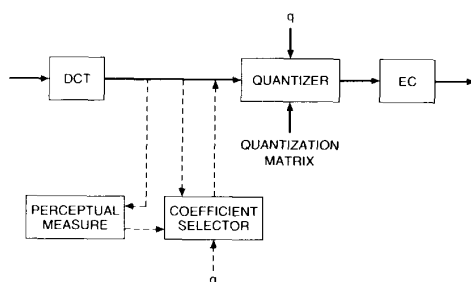 q
DCT
QUANTIZER
EC
QUANTIZATION
MATRIX
PERCEPTUAL
MEASURE
COEFFICIENT
SELECTOR
q